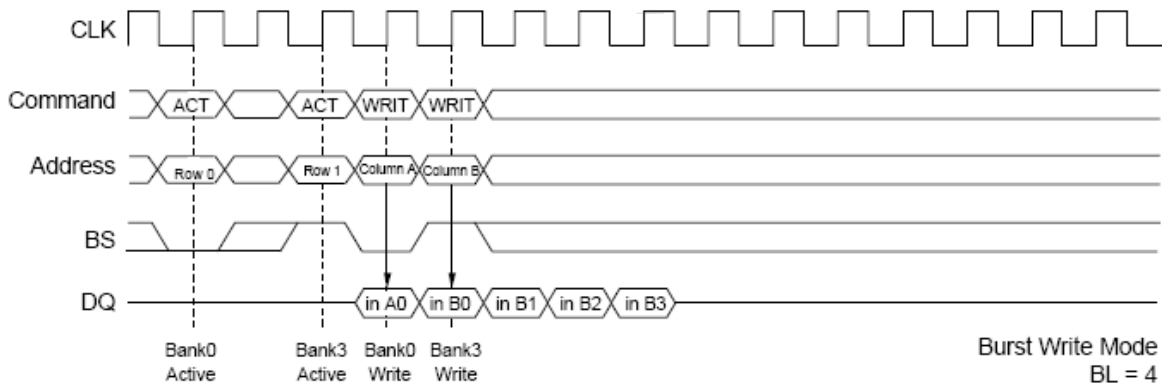 CLK
Command ACT ACT WRIT WRIT
Address Row 0 Row 1 Column A Column B
BS
DQ in A0 in B0 in B1 in B2 in B3
Bank0 Bank3 Bank0 Bank3
Active Active Write Write
Burst Write Mode
BL = 4